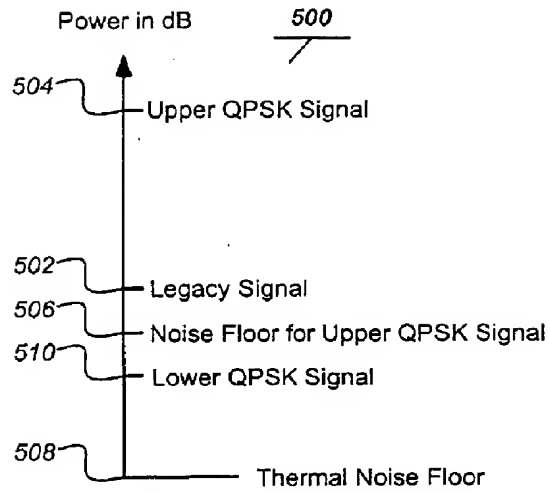 Power in dB
500
504
Upper QPSK Signal
502
Legacy Signal
506
Noise Floor for Upper QPSK Signal
510
Lower QPSK Signal
508
Thermal Noise Floor